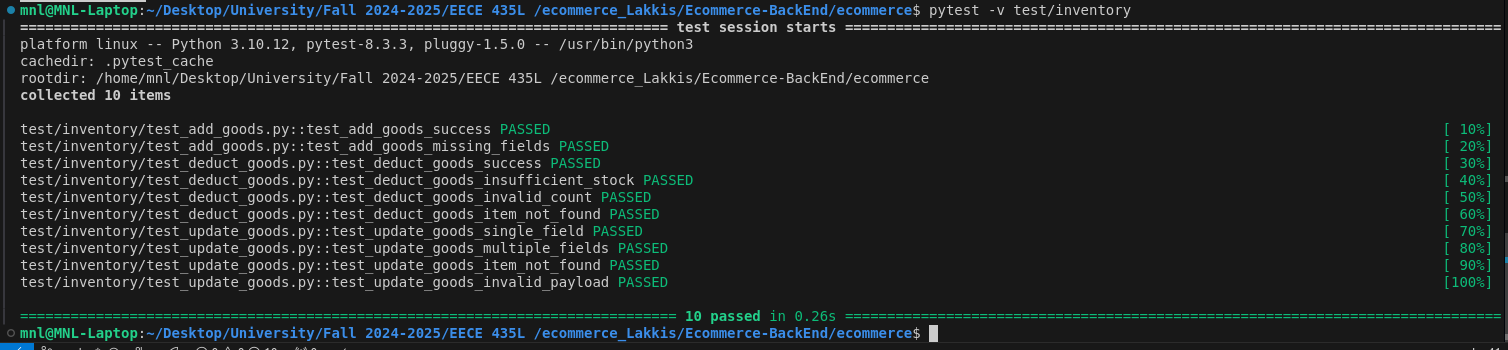 mnl@MNL-Laptop:~/Desktop/University/Fall 2024-2025/EECE 435L /ecommerce_Lakkis/Ecommerce-BackEnd/ecommerce$ pytest -v test/inventory
============================================================================= test session starts ==============================================================================
platform linux -- Python 3.10.12, pytest-8.3.3, pluggy-1.5.0 -- /usr/bin/python3
cachedir: .pytest_cache
rootdir: /home/mnl/Desktop/University/Fall 2024-2025/EECE 435L /ecommerce_Lakkis/Ecommerce-BackEnd/ecommerce
collected 10 items
test/inventory/test_add_goods.py::test_add_goods_success PASSED [ 10%]
test/inventory/test_add_goods.py::test_add_goods_missing_fields PASSED [ 20%]
test/inventory/test_deduct_goods.py::test_deduct_goods_success PASSED [ 30%]
test/inventory/test_deduct_goods.py::test_deduct_goods_insufficient_stock PASSED [ 40%]
test/inventory/test_deduct_goods.py::test_deduct_goods_invalid_count PASSED [ 50%]
test/inventory/test_deduct_goods.py::test_deduct_goods_item_not_found PASSED [ 60%]
test/inventory/test_update_goods.py::test_update_goods_single_field PASSED [ 70%]
test/inventory/test_update_goods.py::test_update_goods_multiple_fields PASSED [ 80%]
test/inventory/test_update_goods.py::test_update_goods_item_not_found PASSED [ 90%]
test/inventory/test_update_goods.py::test_update_goods_invalid_payload PASSED [100%]
============================================================================== 10 passed in 0.26s ==============================================================================
mnl@MNL-Laptop:~/Desktop/University/Fall 2024-2025/EECE 435L /ecommerce_Lakkis/Ecommerce-BackEnd/ecommerce$